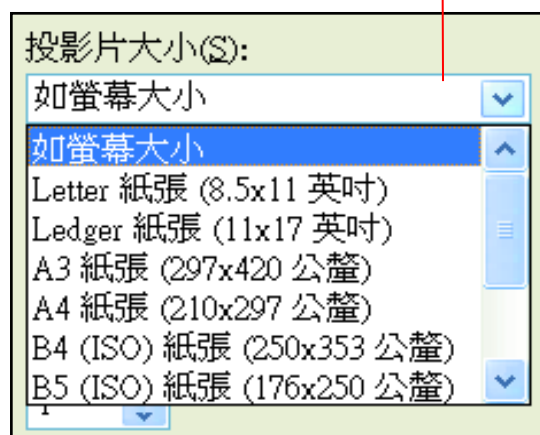 投影片大小(S):
如螢幕大小
如螢幕大小
Letter 紙張 (8.5x11 英吋)
Ledger 紙張 (11x17 英吋)
A3 紙張 (297x420 公釐)
A4 紙張 (210x297 公釐)
B4 (ISO) 紙張 (250x353 公釐)
B5 (ISO) 紙張 (176x250 公釐)